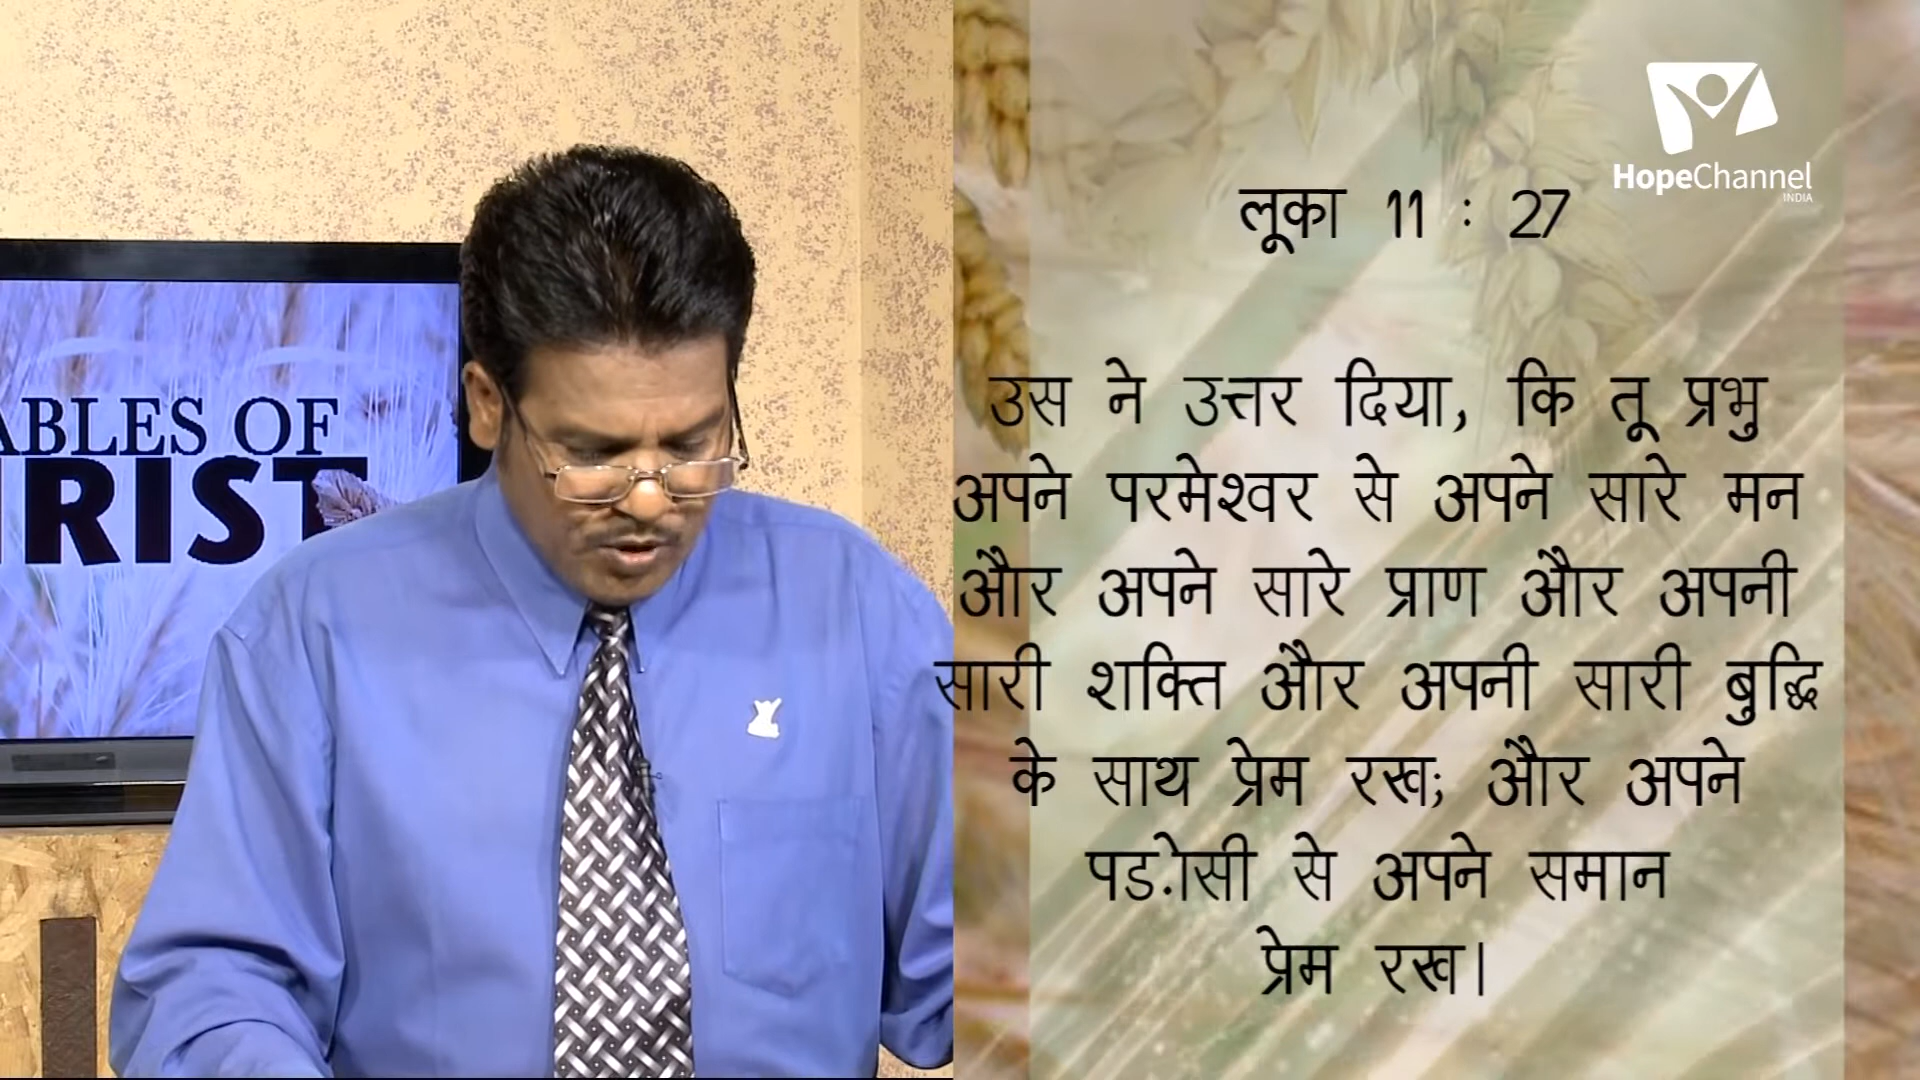 ABLES OF
HRIST
HopeChannel
INDIA
लूका 11 : 27
उस ने उत्तर दिया, कि तू प्रभु
अपने परमेश्वर से अपने सारे मन
और अपने सारे प्राण और अपनी
सारी शक्ति और अपनी सारी बुद्धि
के साथ प्रेम रख; और अपने
पड़ोसी से अपने समान
प्रेम रख।